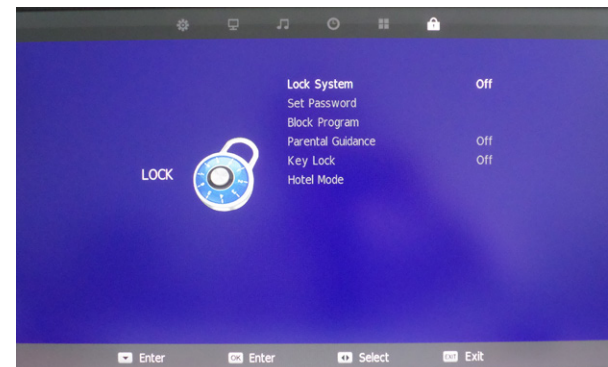 Lock System Off
Set Password
Block Program
Parental Guidance Off
Key Lock Off
LOCK
Hotel Mode
Enter OK Enter Select EXIT Exit